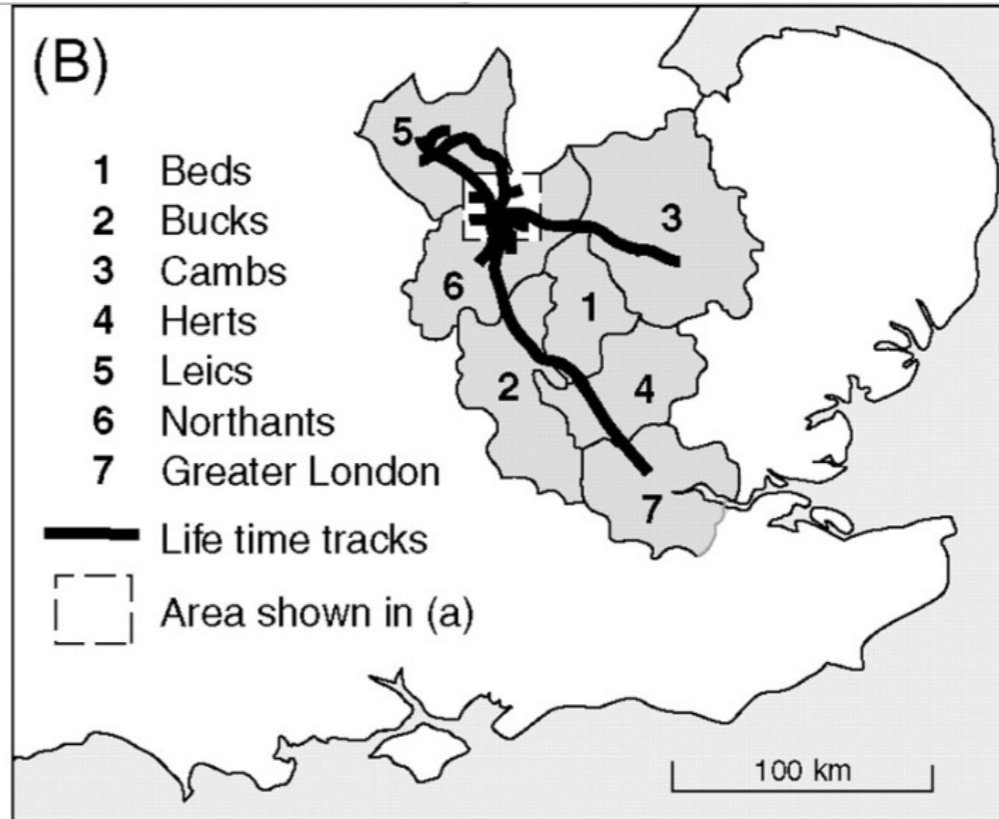 (B)
1 Beds
2 Bucks
3 Cambs
4 Herts
5 Leics
6 Northants
7 Greater London
Life time tracks
Area shown in (a)
5
3
6
1
2
4
7
100 km